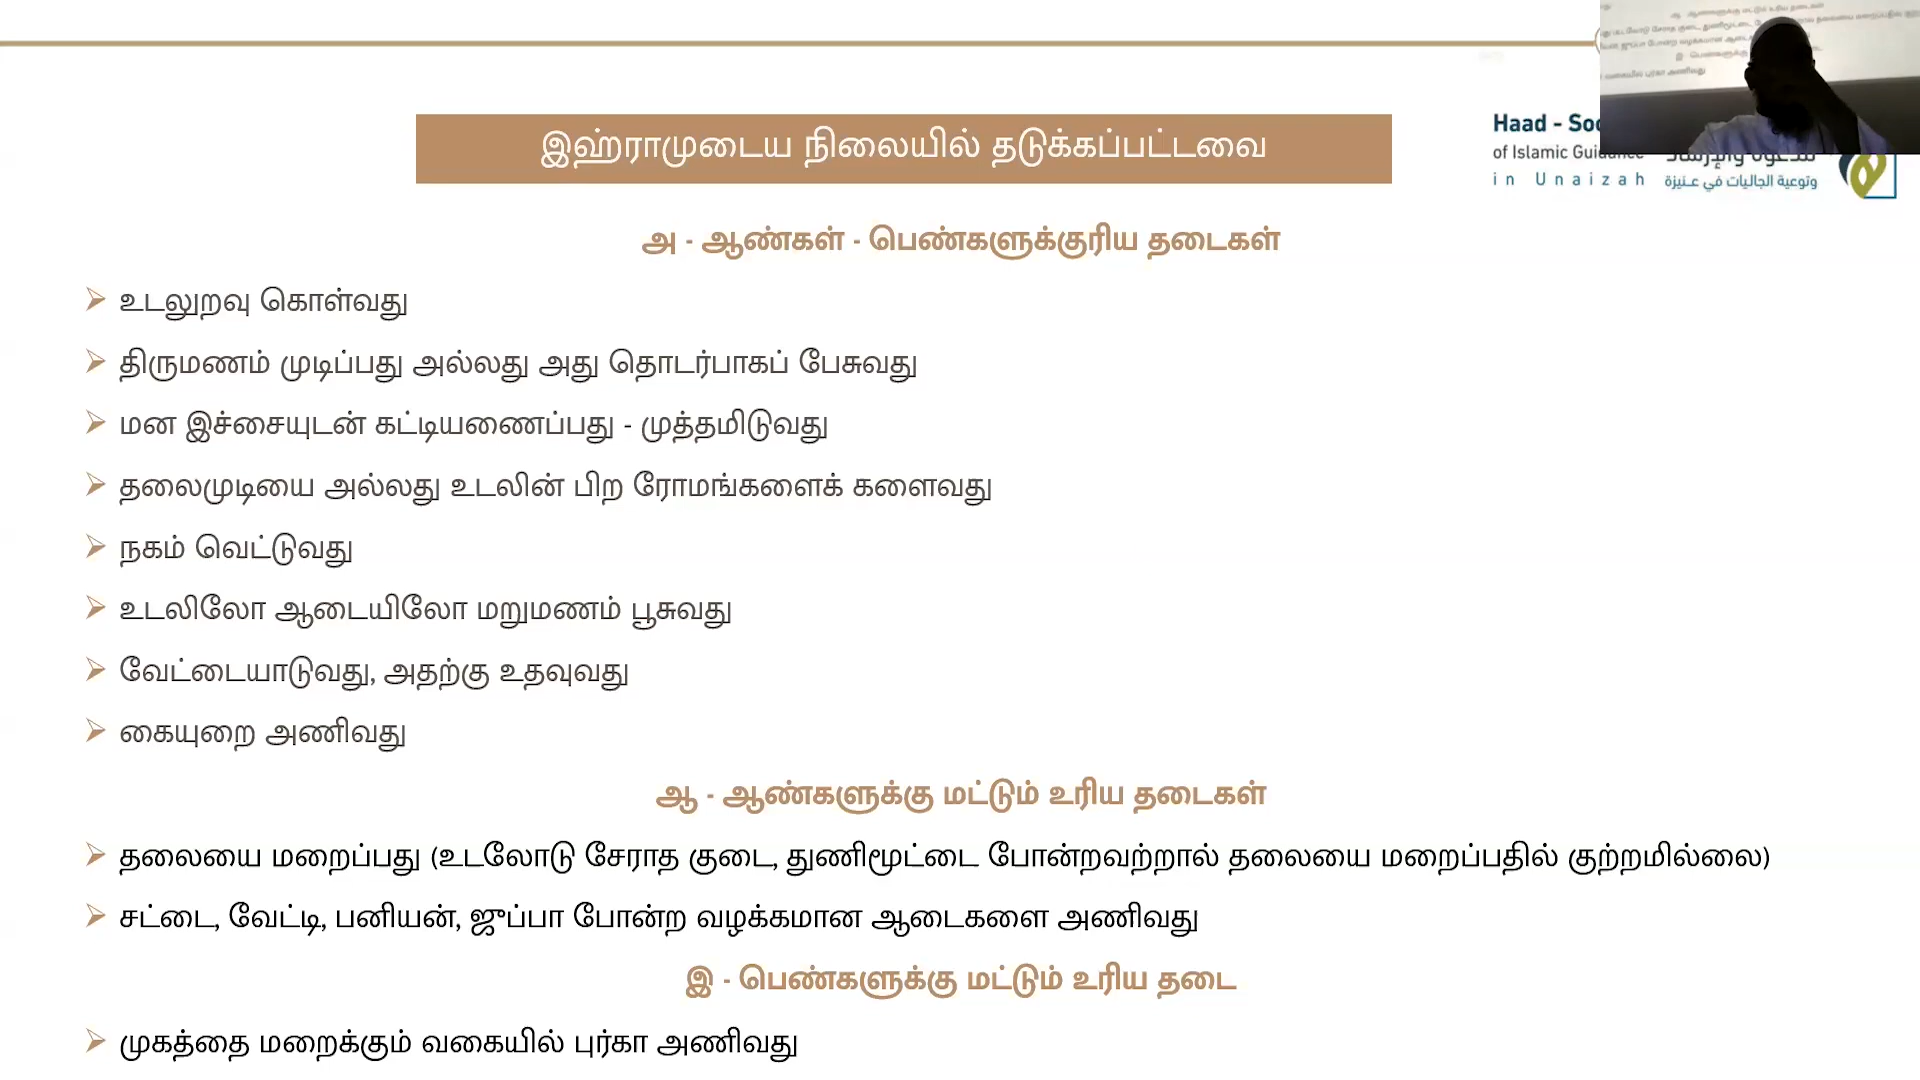 இஹ்ராமுடைய நிலையில் தடுக்கப்பட்டவை
Haad - 
of Islamic Guidance
in Unaizah
وتوعية الجاليات في عنيزة
அ - ஆண்கள் - பெண்களுக்குரிய தடைகள்
உடலுறவு கொள்வது
திருமணம் முடிப்பது அல்லது அது தொடர்பாகப் பேசுவது
மன இச்சையுடன் கட்டியணைப்பது - முத்தமிடுவது
தலைமுடியை அல்லது உடலின் பிற ரோமங்களைக் களைவது
நகம் வெட்டுவது
உடலிலோ ஆடையிலோ மறுமணம் பூசுவது
வேட்டையாடுவது, அதற்கு உதவுவது
கையுறை அணிவது
ஆ - ஆண்களுக்கு மட்டும் உரிய தடைகள்
தலையை மறைப்பது (உடலோடு சேராத குடை, துணிமூட்டை போன்றவற்றால் தலையை மறைப்பதில் குற்றமில்லை)
சட்டை, வேட்டி, பனியன், ஜுப்பா போன்ற வழக்கமான ஆடைகளை அணிவது
இ - பெண்களுக்கு மட்டும் உரிய தடை
முகத்தை மறைக்கும் வகையில் புர்கா அணிவது